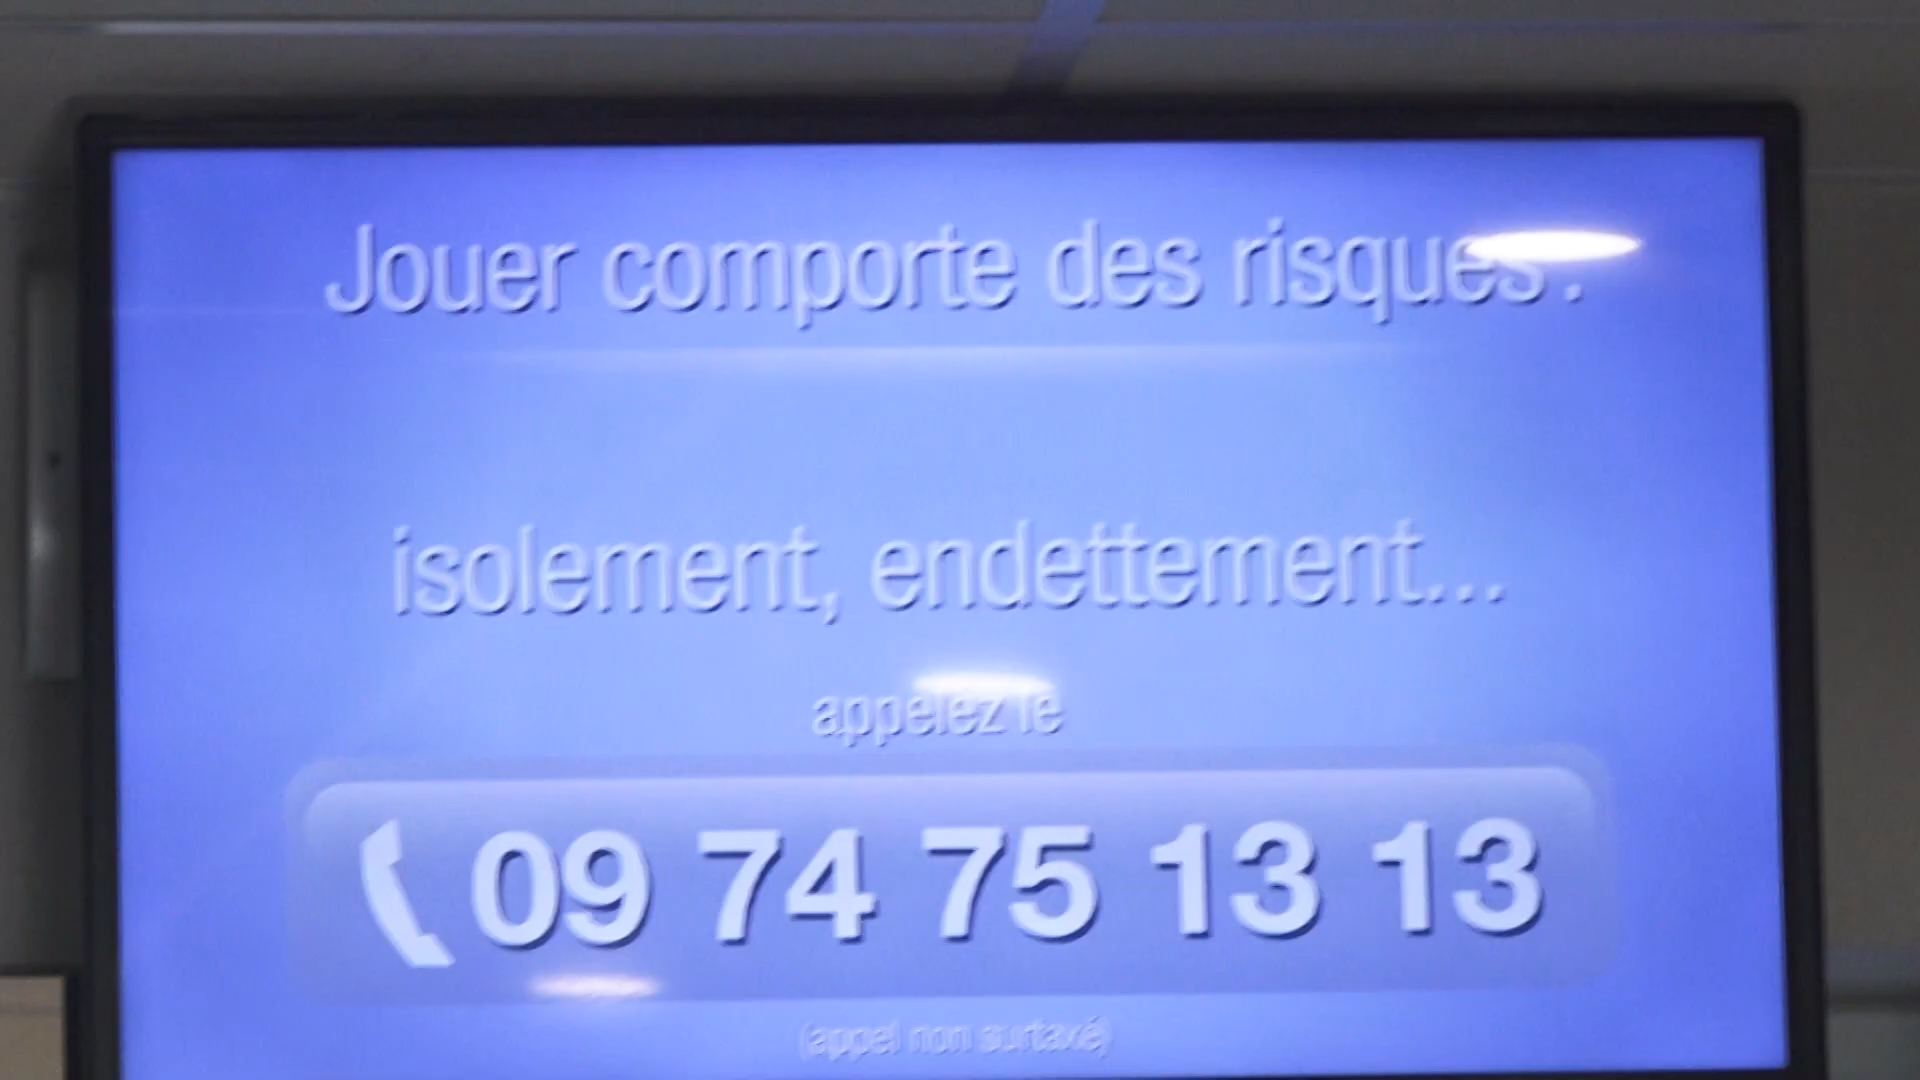 Jouer comporte des risques :
isolement, endettement...
appelez le
09 74 75 13 13
(appel non surtaxé)